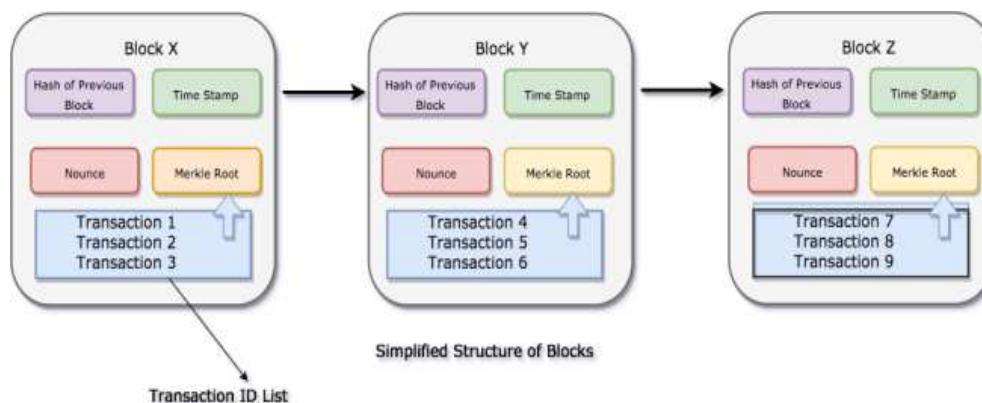 Block X
Hash of Previous
Block
Time Stamp
Nounce
Merkle Root
Transaction 1
Transaction 2
Transaction 3
Block Y
Hash of Previous
Block
Time Stamp
Nounce
Merkle Root
Transaction 4
Transaction 5
Transaction 6
Block Z
Hash of Previous
Block
Time Stamp
Nounce
Merkle Root
Transaction 7
Transaction 8
Transaction 9
Simplified Structure of Blocks
Transaction ID List